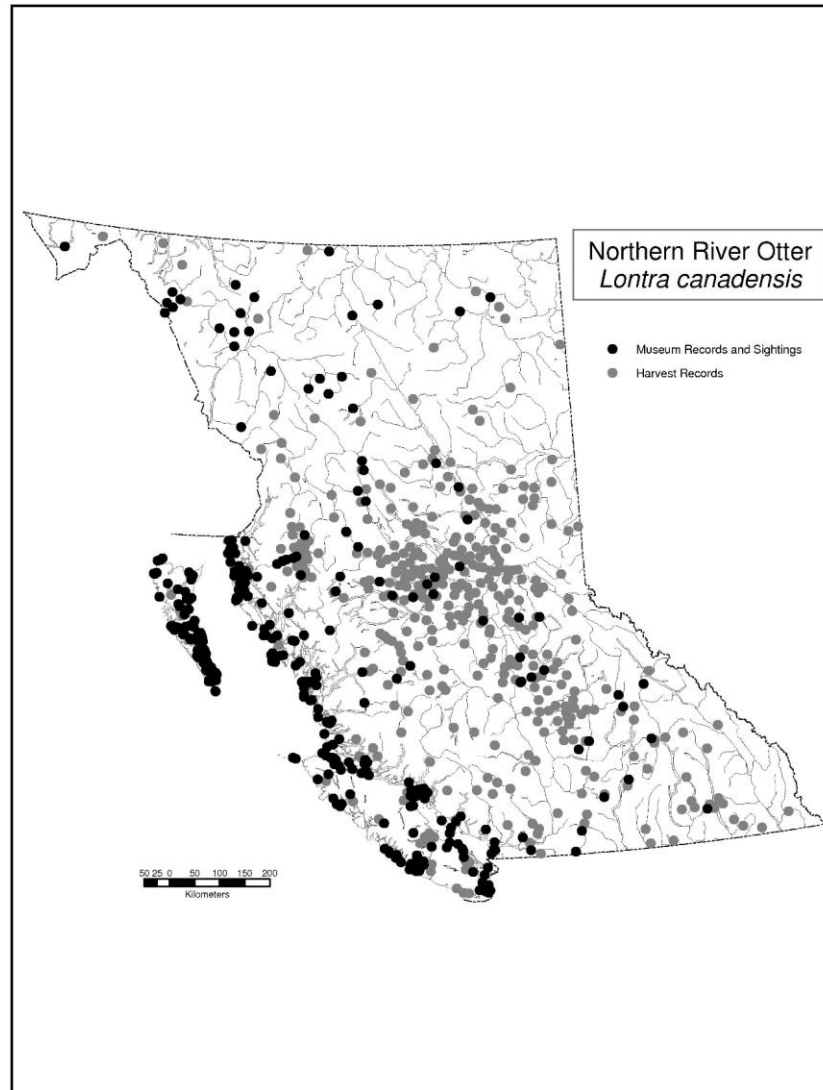 Northern River Otter
Lontra canadensis
Museum Records and Sightings
Harvest Records
50 25 0 50 100 150 200
Kilometers